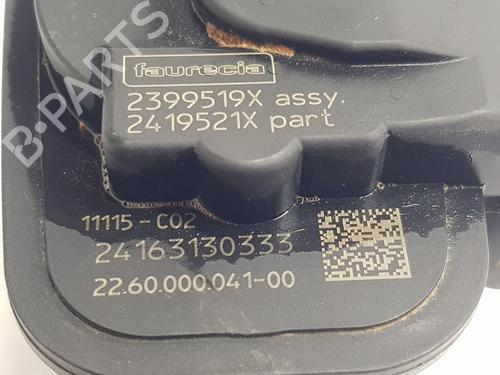 B-PARTS
faurecia
2399519X assy.
2419521X part
11115-C02
24163130333
22.60.000.041-00